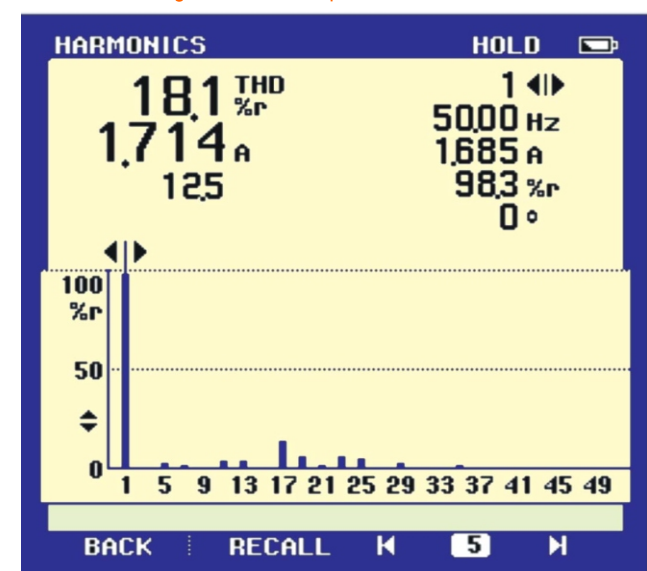 HARMONICS HOLD
18.1 THD %r
1.714 A
12.5
1
50.00 Hz
1.685 A
98.3 %r
0 °
100
%r
50
0
1 5 9 13 17 21 25 29 33 37 41 45 49
BACK RECALL 5